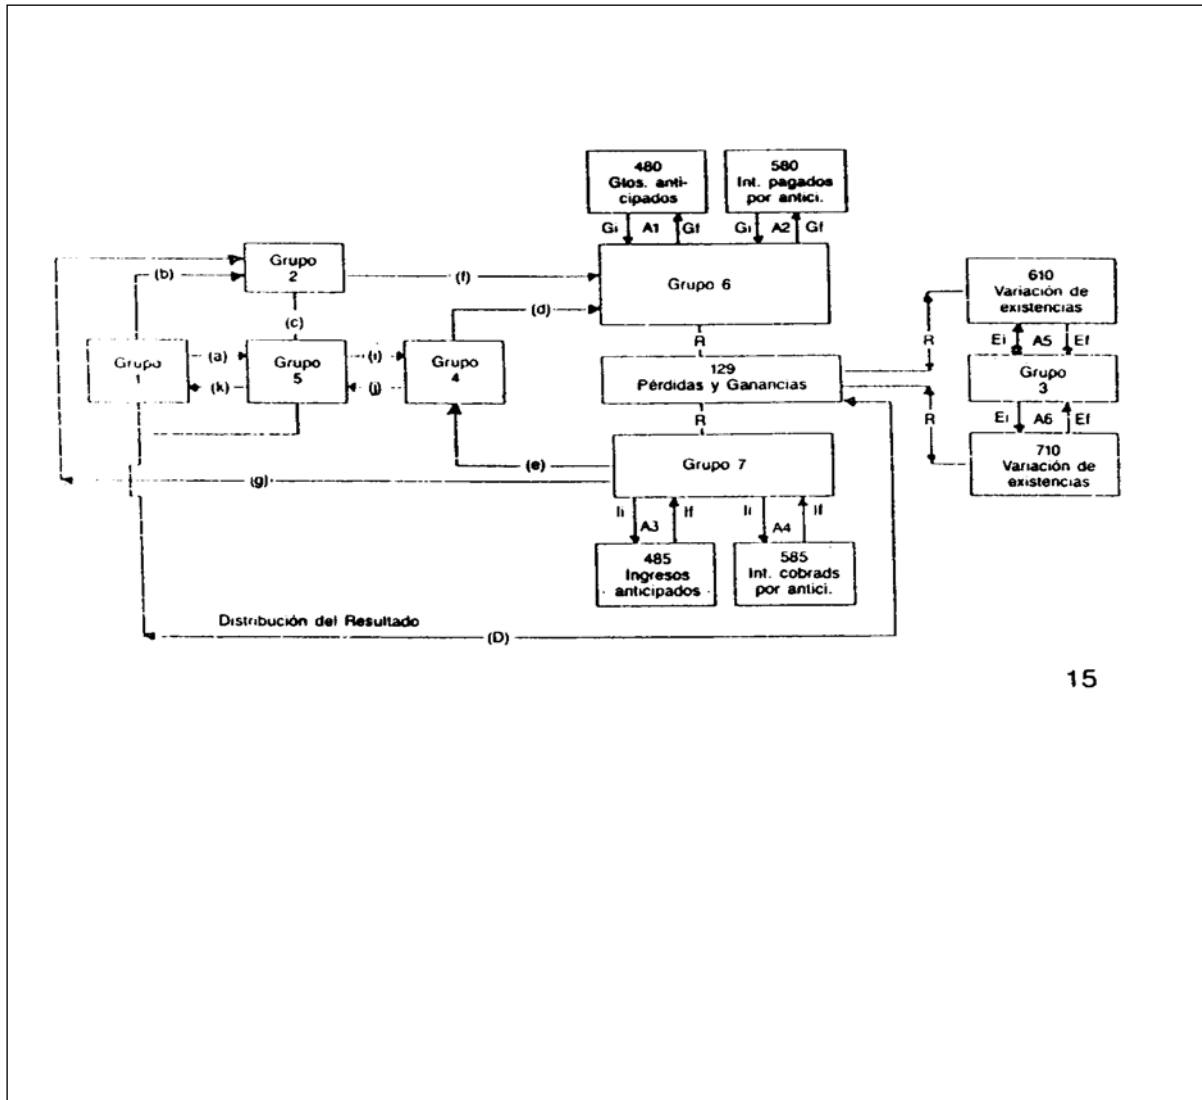 480
Gtos. anti-
cipados
580
Int. pagados
por antici.
Gi A1 Gf
Gi A2 Gf
Grupo
2
(b)
(f)
Grupo 6
610
Variación de
existencias
(c)
(d)
R
R
Ei A5 Ef
Grupo
(a)
(k)
Grupo
5
(i)
(j)
Grupo
4
129
Pérdidas y Ganancias
Grupo
3
R
R
Ei A6 Ef
(e)
(g)
Grupo 7
710
Variación de
existencias
Ii A3 If
Ii A4 If
485
Ingresos
anticipados
585
Int. cobrads
por antici.
Distribución del Resultado
(D)
15